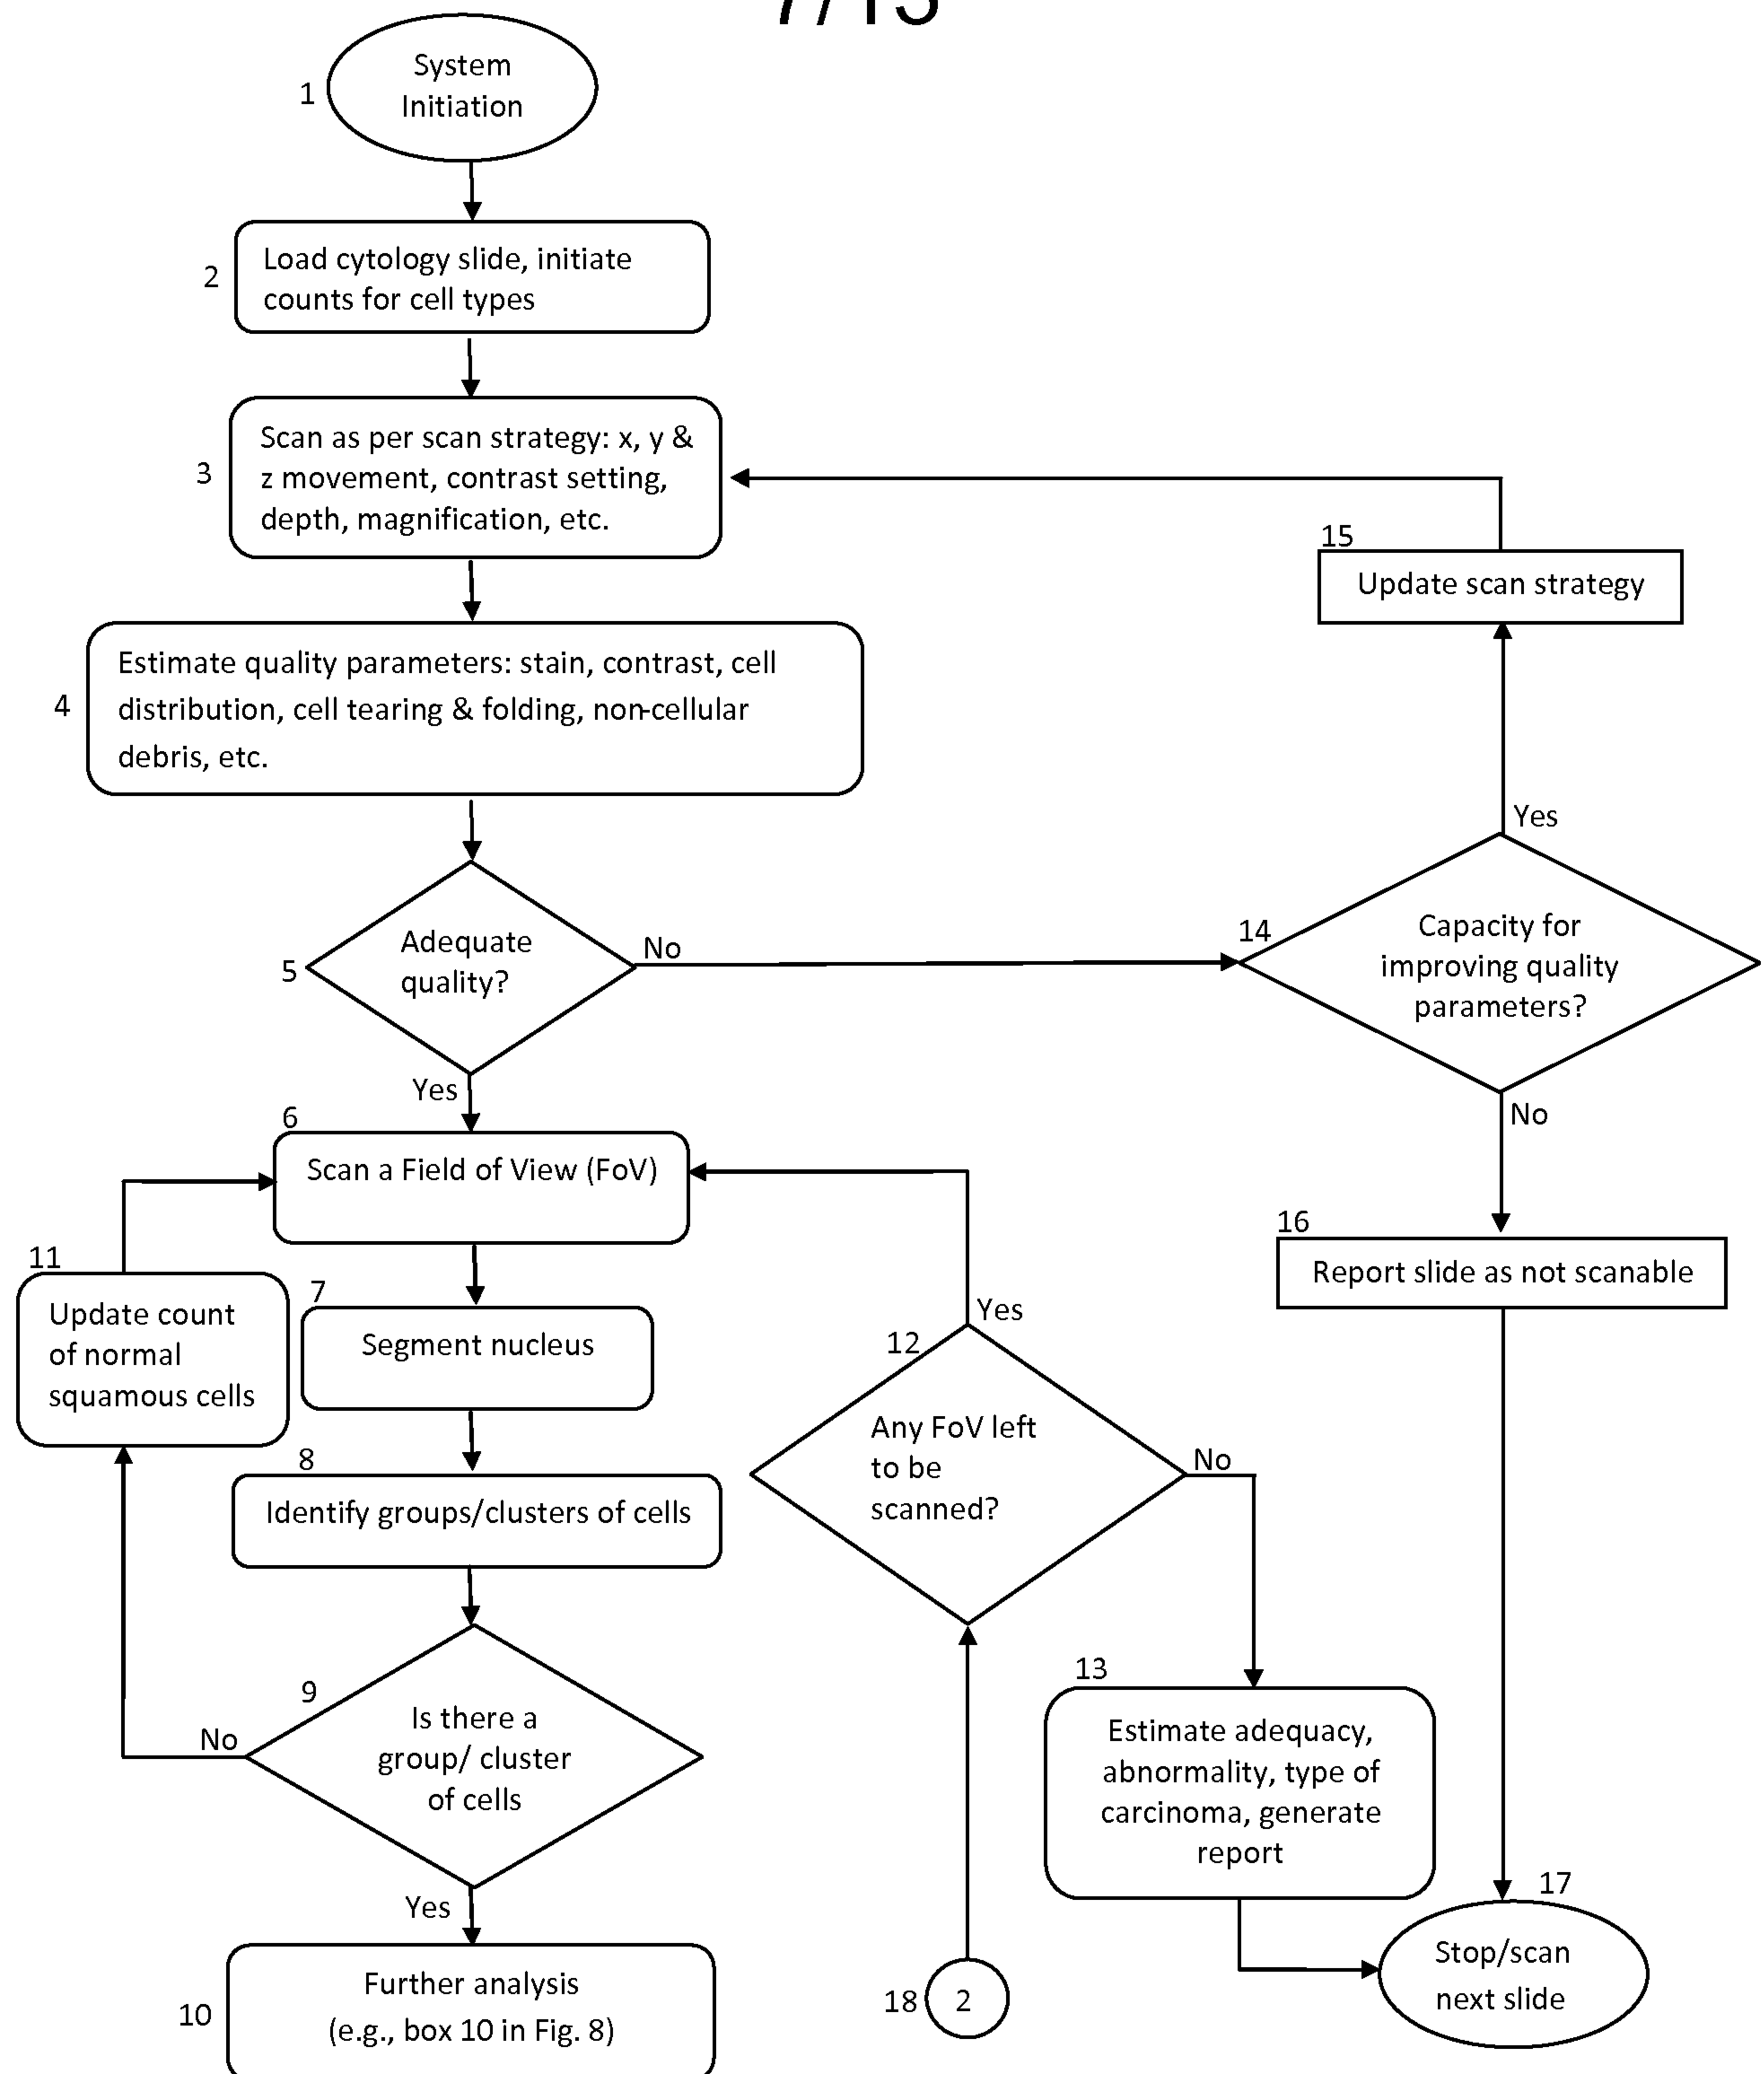 7/13
1
System
Initiation
2
Load cytology slide, initiate
counts for cell types
3
Scan as per scan strategy: x, y &
z movement, contrast setting,
depth, magnification, etc.
15
Update scan strategy
4
Estimate quality parameters: stain, contrast, cell
distribution, cell tearing & folding, non-cellular
debris, etc.
Yes
5
Adequate
quality?
No
14
Capacity for
improving quality
parameters?
Yes
No
6
Scan a Field of View (FoV)
16
Report slide as not scanable
11
Update count
of normal
squamous cells
7
Segment nucleus
Yes
12
Any FoV left
to be
scanned?
No
8
Identify groups/clusters of cells
13
Estimate adequacy,
abnormality, type of
carcinoma, generate
report
9
Is there a
group/ cluster
of cells
No
Yes
17
Stop/scan
next slide
10
Further analysis
(e.g., box 10 in Fig. 8)
18
2